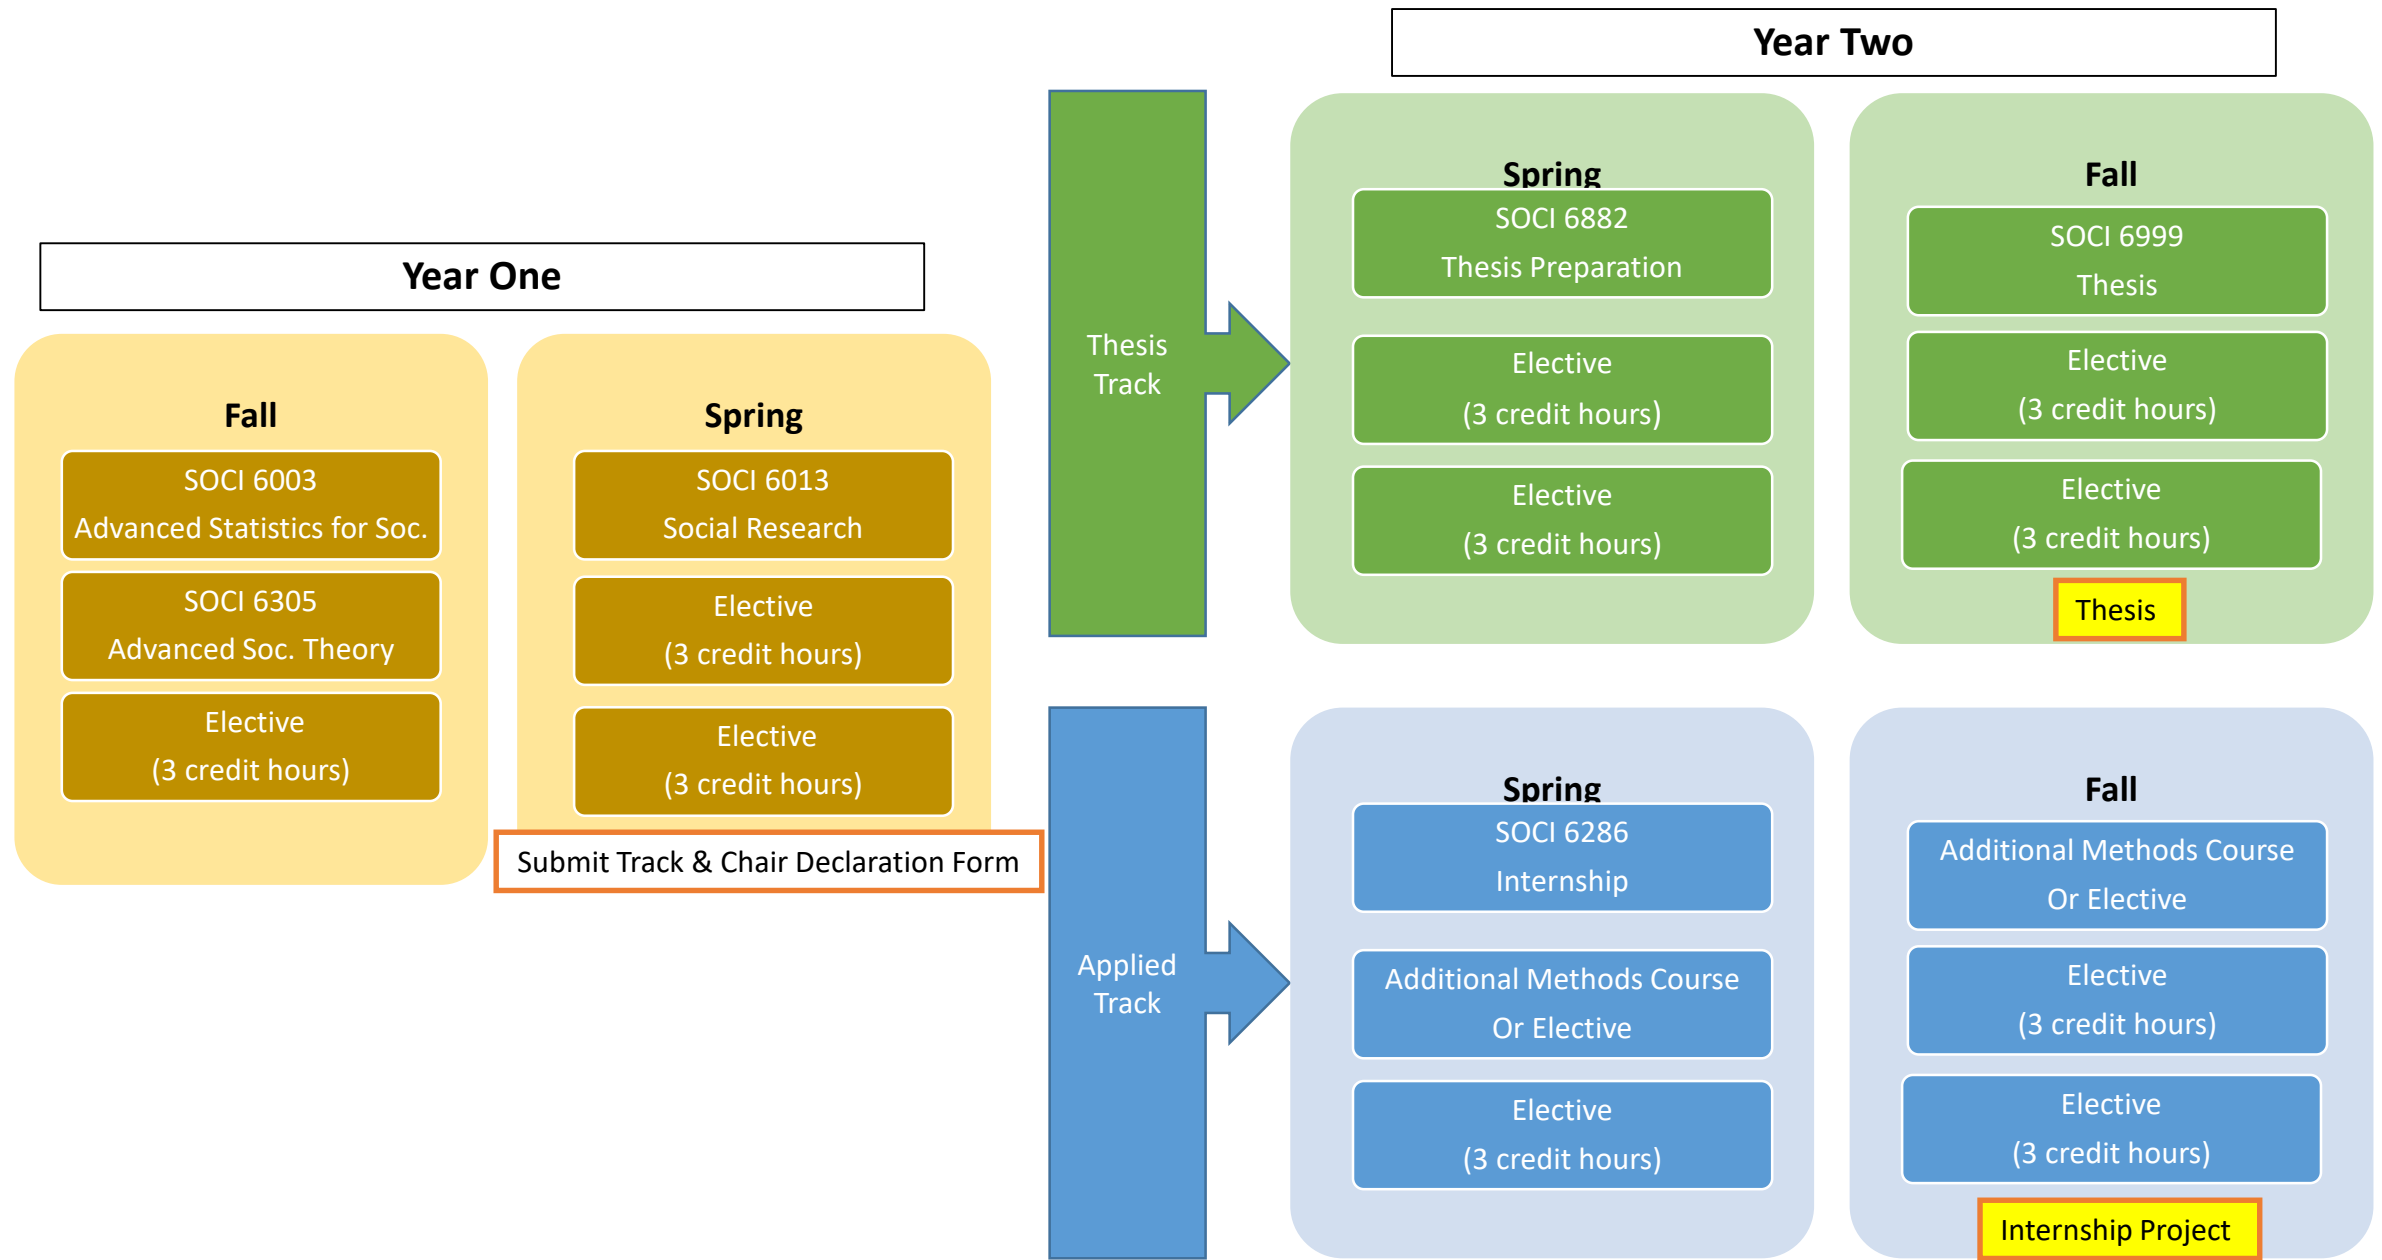 Year One
Fall
SOCI 6003
Advanced Statistics for Soc.
SOCI 6305
Advanced Soc. Theory
Elective
(3 credit hours)
Spring
SOCI 6013
Social Research
Elective
(3 credit hours)
Elective
(3 credit hours)
Submit Track & Chair Declaration Form
Year Two
Thesis
Track
Spring
SOCI 6882
Thesis Preparation
Elective
(3 credit hours)
Elective
(3 credit hours)
Fall
SOCI 6999
Thesis
Elective
(3 credit hours)
Elective
(3 credit hours)
Thesis
Applied
Track
Spring
SOCI 6286
Internship
Additional Methods Course
Or Elective
Elective
(3 credit hours)
Fall
Additional Methods Course
Or Elective
Elective
(3 credit hours)
Elective
(3 credit hours)
Internship Project